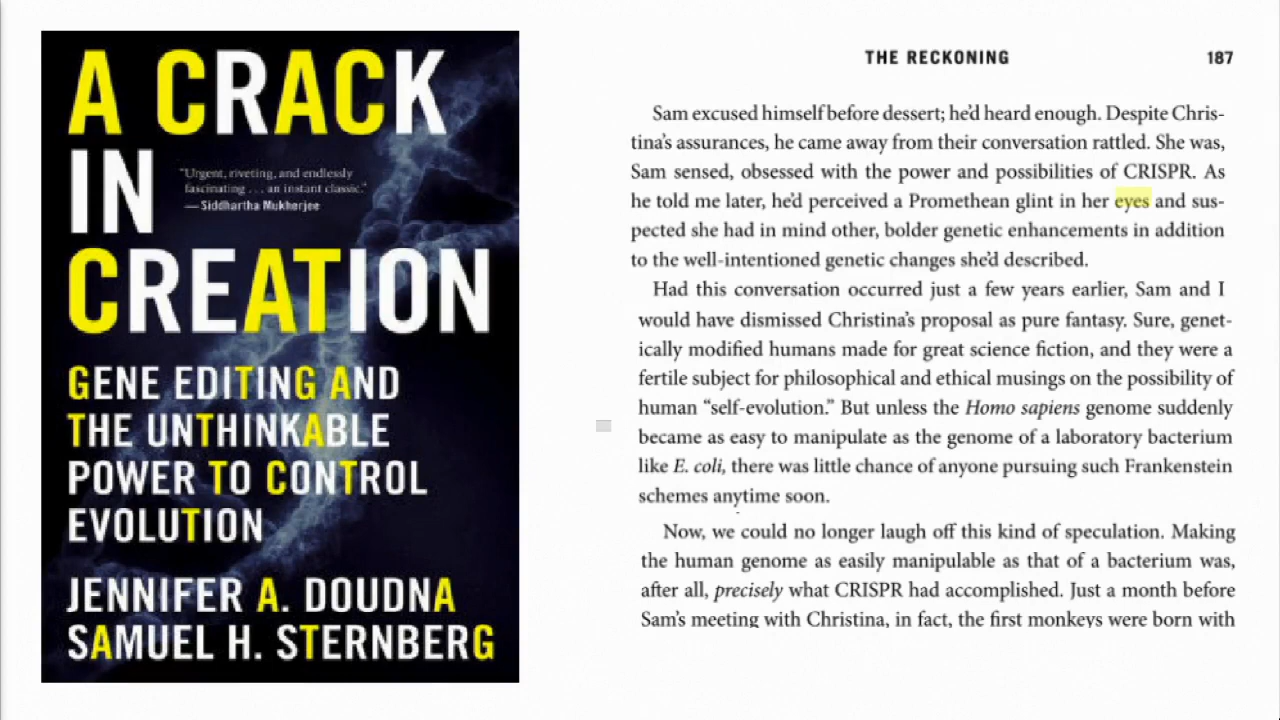 A CRACK
IN
"Urgent, riveting, and endlessly
fascinating . . . an instant classic."
—Siddhartha Mukherjee
CREATION
GENE EDITING AND
THE UNTHINKABLE
POWER TO CONTROL
EVOLUTION
JENNIFER A. DOUDNA
SAMUEL H. STERNBERG
THE RECKONING 187
Sam excused himself before dessert; he'd heard enough. Despite Chris-
tina's assurances, he came away from their conversation rattled. She was,
Sam sensed, obsessed with the power and possibilities of CRISPR. As
he told me later, he'd perceived a Promethean glint in her eyes and sus-
pected she had in mind other, bolder genetic enhancements in addition
to the well-intentioned genetic changes she'd described.
Had this conversation occurred just a few years earlier, Sam and I
would have dismissed Christina's proposal as pure fantasy. Sure, genet-
ically modified humans made for great science fiction, and they were a
fertile subject for philosophical and ethical musings on the possibility of
human "self-evolution." But unless the Homo sapiens genome suddenly
became as easy to manipulate as the genome of a laboratory bacterium
like E. coli, there was little chance of anyone pursuing such Frankenstein
schemes anytime soon.
Now, we could no longer laugh off this kind of speculation. Making
the human genome as easily manipulable as that of a bacterium was,
after all, precisely what CRISPR had accomplished. Just a month before
Sam's meeting with Christina, in fact, the first monkeys were born with